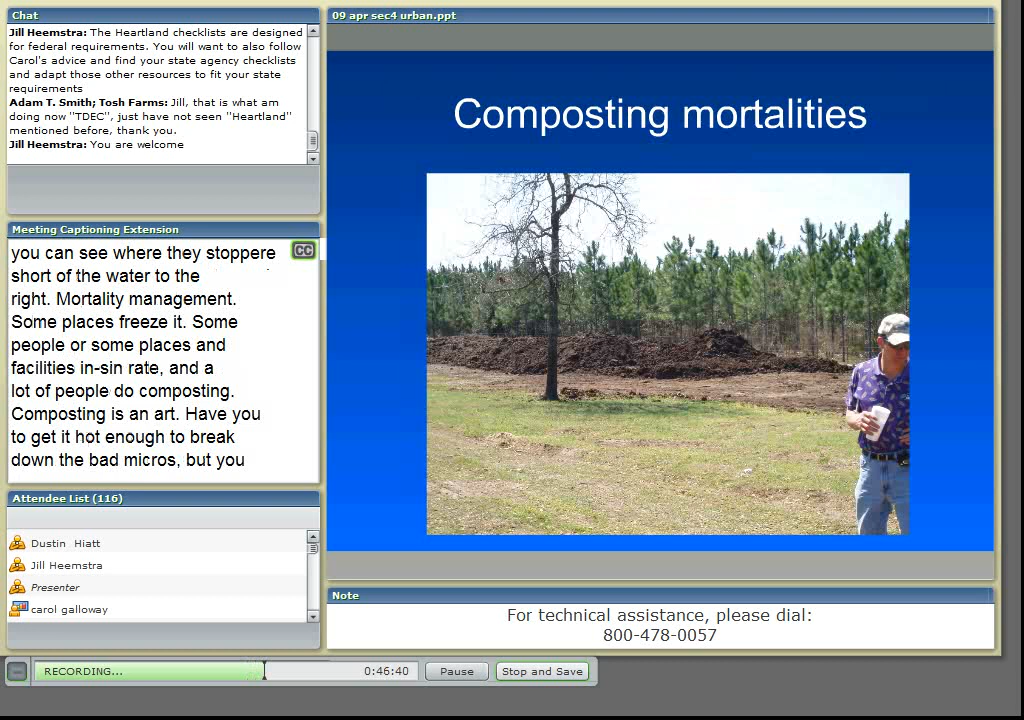 Chat
Jill Heemstra: The Heartland checklists are designed
for federal requirements. You will want to also follow
Carol's advice and find your state agency checklists
and adapt those other resources to fit your state
requirements
Adam T. Smith; Tosh Farms: Jill, that is what am
doing now "TDEC", just have not seen "Heartland"
mentioned before, thank you.
Jill Heemstra: You are welcome
Meeting Captioning Extension
you can see where they stoppere
CC
short of the water to the
right. Mortality management.
Some places freeze it. Some
people or some places and
facilities in-sin rate, and a
lot of people do composting.
Composting is an art. Have you
to get it hot enough to break
down the bad micros, but you
Attendee List (116)
Dustin Hiatt
Jill Heemstra
Presenter
carol galloway
09 apr sec4 urban.ppt
Composting mortalities
Note
For technical assistance, please dial:
800-478-0057
RECORDING...
0:46:40
Pause
Stop and Save